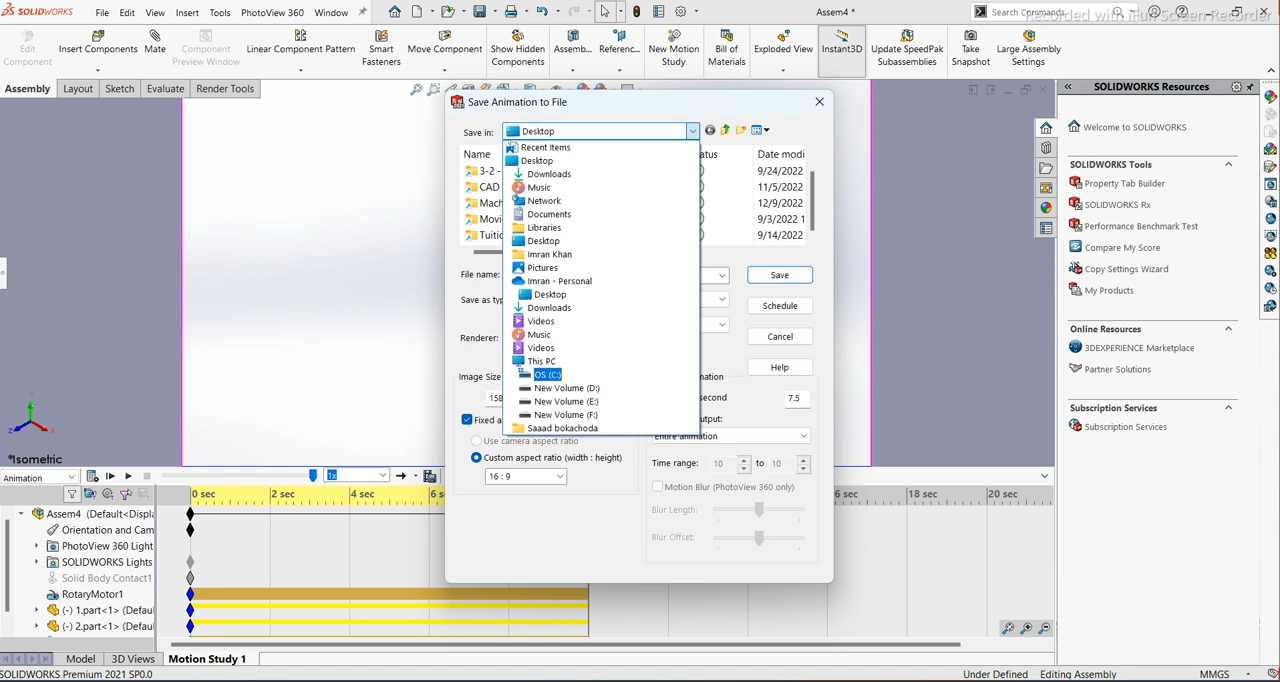 SOLIDWORKS File Edit View Insert Tools PhotoView 360 Window Assem4 * Search Commands
Recorded with iFun Screen Recorder
Edit Component
Insert Components
Mate
Component Preview Window
Linear Component Pattern
Smart Fasteners
Move Component
Show Hidden Components
Assemb...
Referenc...
New Motion Study
Bill of Materials
Exploded View
Instant3D
Update SpeedPak Subassemblies
Take Snapshot
Large Assembly Settings
Assembly Layout Sketch Evaluate Render Tools
Save Animation to File
Save in: Desktop
Name atus Date modi
3-2 - 9/24/2022
CAD 11/5/2022
Mach 12/9/2022
Movi 9/3/2022 1
Tuitic 9/14/2022
Recent Items
Desktop
Downloads
Music
Network
Documents
Libraries
Desktop
Imran Khan
Pictures
Imran - Personal
Desktop
Downloads
Videos
Music
Videos
This PC
OS (C:)
New Volume (D:)
New Volume (E:)
New Volume (F:)
Saaad bokachoda
File name:
Save as typ
Renderer:
Save
Schedule
Cancel
Help
Image Size
158
Fixed a
Use camera aspect ratio
Custom aspect ratio (width : height)
16 : 9
mation
second 7.5
utput:
Entire animation
Time range: 10 to 10
Motion Blur (PhotoView 360 only)
Blur Length:
Blur Offset:
SOLIDWORKS Resources
Welcome to SOLIDWORKS
SOLIDWORKS Tools
Property Tab Builder
SOLIDWORKS Rx
Performance Benchmark Test
Compare My Score
Copy Settings Wizard
My Products
Online Resources
3DEXPERIENCE Marketplace
Partner Solutions
Subscription Services
Subscription Services
*Isometric
Animation 1x
0 sec 2 sec 4 sec 6 s 6 sec 18 sec 20 sec
Assem4 (Default<Displa
Orientation and Cam
PhotoView 360 Light
SOLIDWORKS Lights
Solid Body Contact1
RotaryMotor1
(-) 1.part<1> (Defau
(-) 2.part<1> (Defau
Model 3D Views Motion Study 1
SOLIDWORKS Premium 2021 SP0.0 Under Defined Editing Assembly MMGS